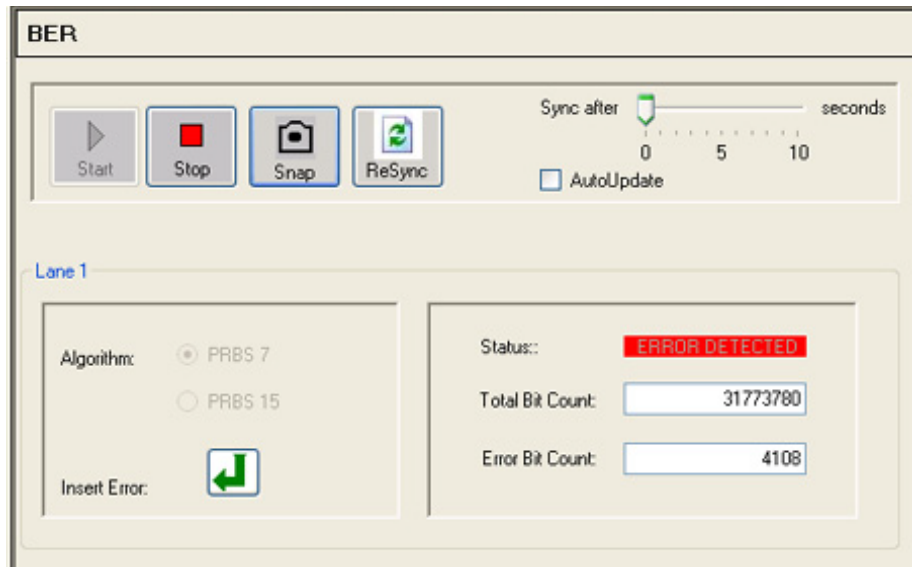 BER
Start
Stop
Snap
ReSync
Sync after
seconds
0 5 10
AutoUpdate
Lane 1
Algorithm:
PRBS 7
PRBS 15
Insert Error:
Status::
ERROR DETECTED
Total Bit Count:
31773780
Error Bit Count:
4108